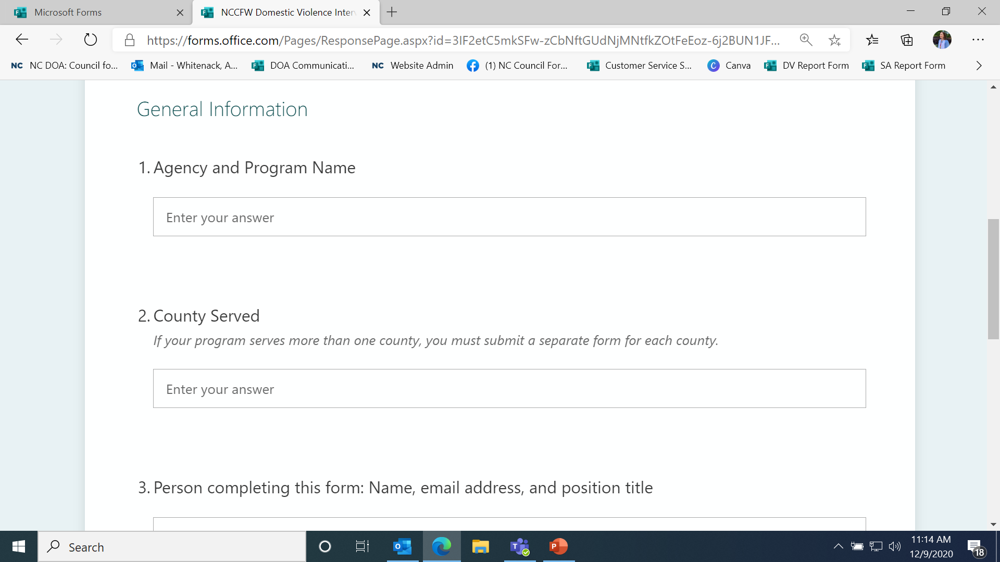 Microsoft Forms
NCCFW Domestic Violence Inter
https://forms.office.com/Pages/ResponsePage.aspx?id=3IF2etC5mkSFw-zCbNftGUdNjMNtfkZOtFeEoz-6j2BUN1JF...
NC NC DOA: Council fo... Mail - Whitenack, A... DOA Communicati... NC Website Admin (1) NC Council For... Customer Service S... Canva DV Report Form SA Report Form
General Information
1. Agency and Program Name
Enter your answer
2. County Served
If your program serves more than one county, you must submit a separate form for each county.
Enter your answer
3. Person completing this form: Name, email address, and position title
Search
11:14 AM
12/9/2020
18